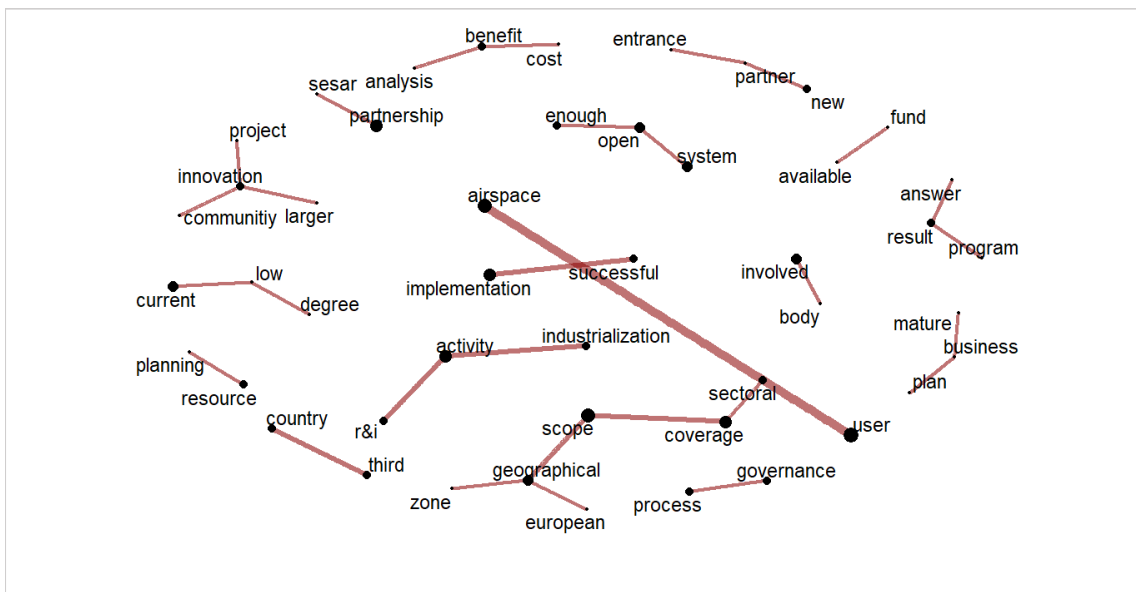 benefit
entrance
cost
partner
analysis
sesar
new
partnership
enough
fund
open
project
system
available
innovation
answer
airspace
communitiy
larger
result
program
low
successful
involved
current
implementation
degree
body
mature
industrialization
activity
business
planning
plan
resource
sectoral
country
scope
user
r&i
coverage
third
geographical
governance
zone
process
european